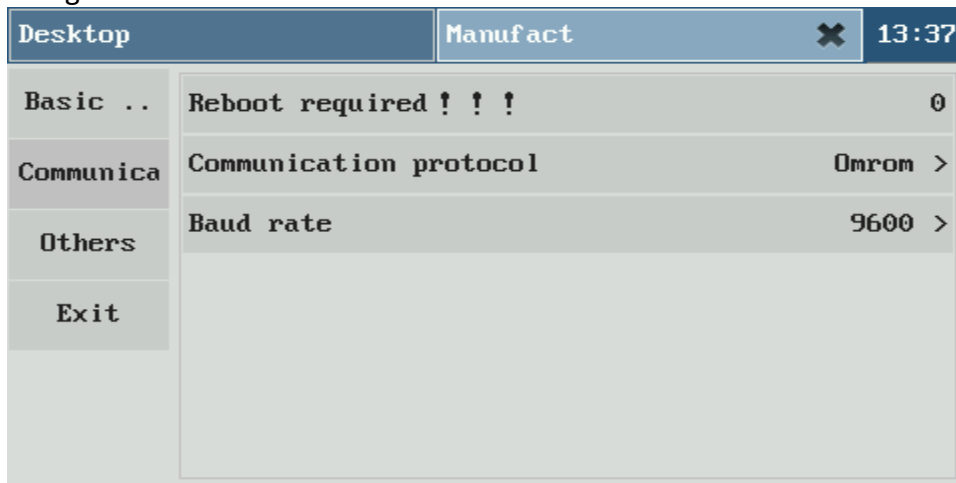 Desktop
Manufact
13:37
Basic ..
Reboot required!!!
0
Communica
Communication protocol
Omrom >
Baud rate
9600 >
Others
Exit